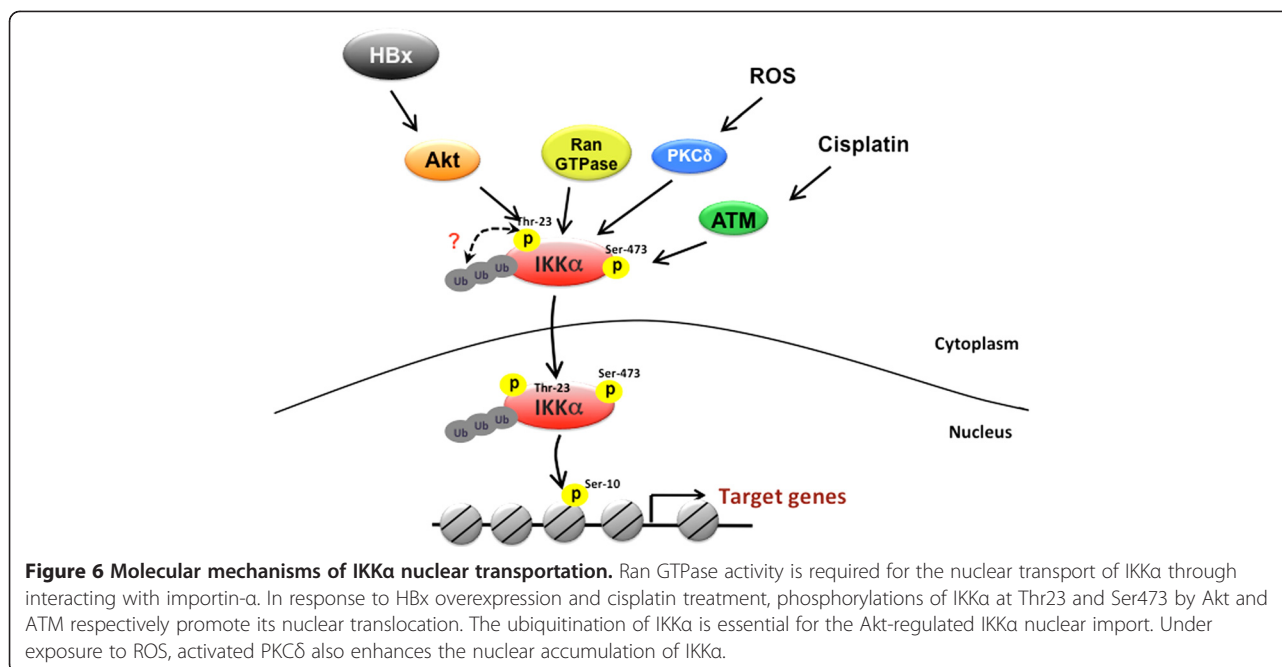 HBx
ROS
Akt
Ran
GTPase
PKCδ
Cisplatin
ATM
Thr-23
?
p
Ser-473
Ub Ub Ub
IKKα
p
Cytoplasm
p
Thr-23
Ser-473
p
IKKα
Ub Ub Ub
Nucleus
p
Ser-10
Target genes
Figure 6 Molecular mechanisms of IKKα nuclear transportation. Ran GTPase activity is required for the nuclear transport of IKKα through
interacting with importin-α. In response to HBx overexpression and cisplatin treatment, phosphorylations of IKKα at Thr23 and Ser473 by Akt and
ATM respectively promote its nuclear translocation. The ubiquitination of IKKα is essential for the Akt-regulated IKKα nuclear import. Under
exposure to ROS, activated PKCδ also enhances the nuclear accumulation of IKKα.